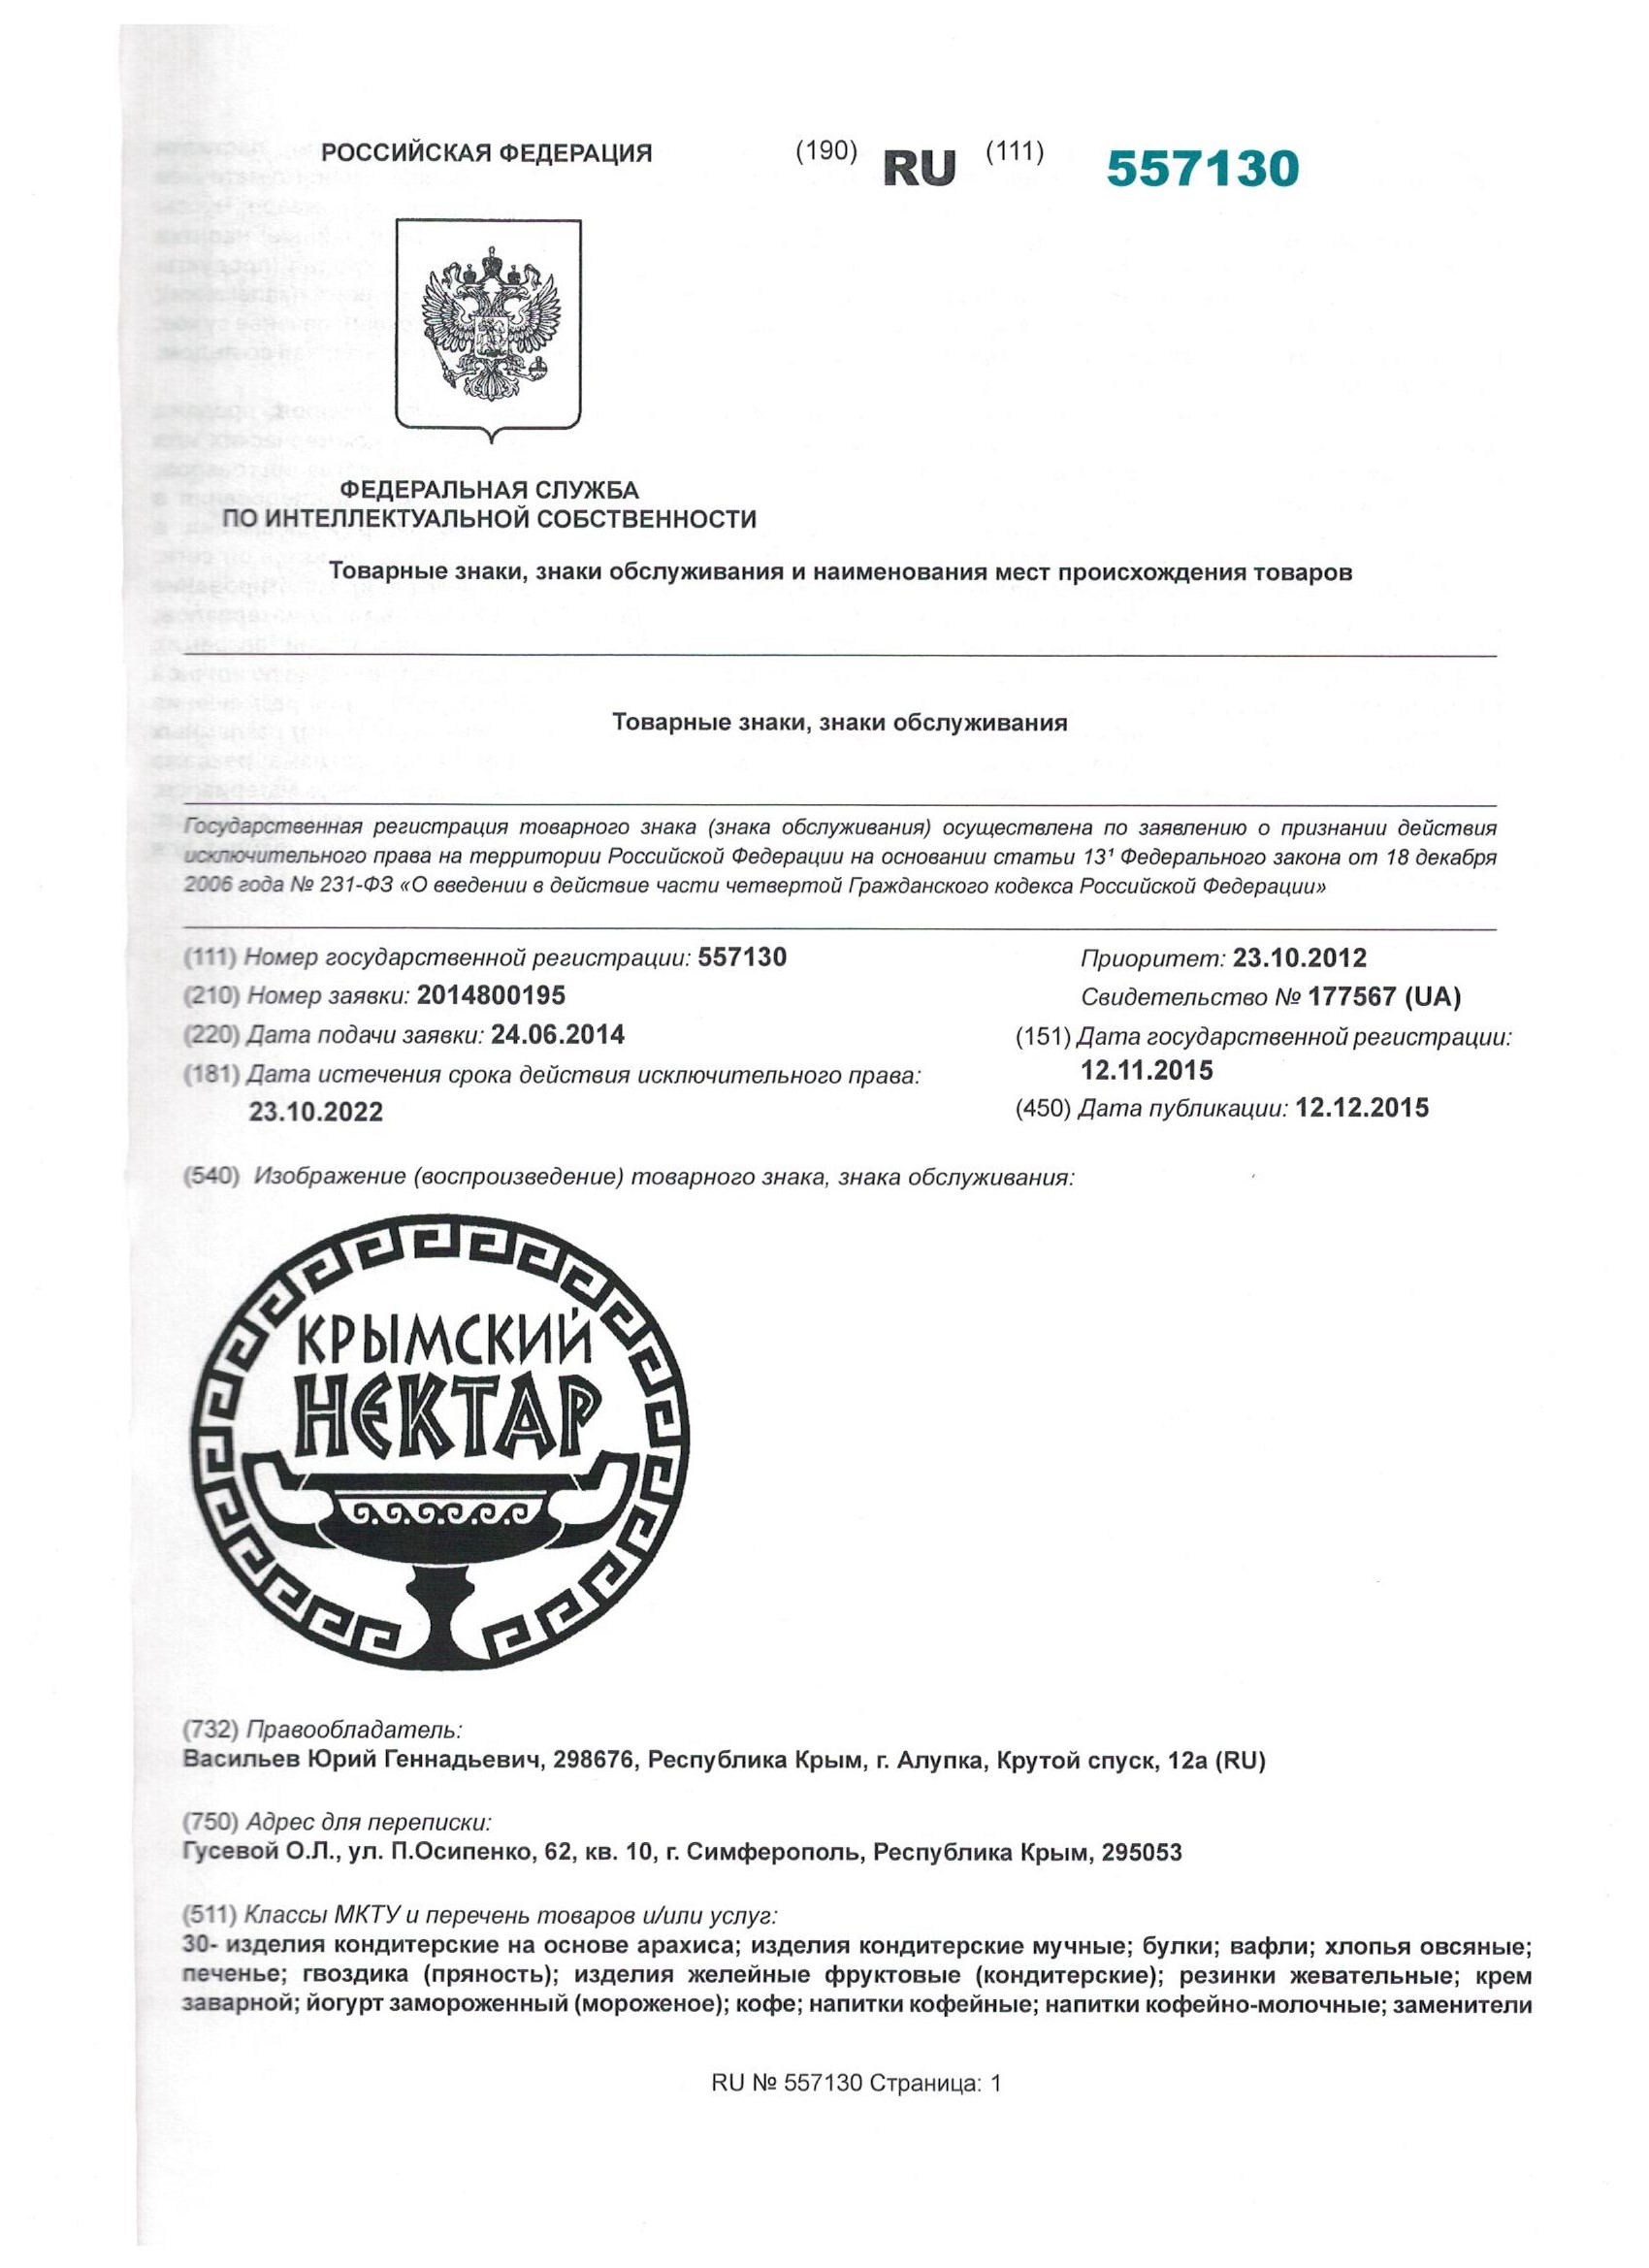 РОССИЙСКАЯ ФЕДЕРАЦИЯ (190) RU (111) 557130
ФЕДЕРАЛЬНАЯ СЛУЖБА
ПО ИНТЕЛЛЕКТУАЛЬНОЙ СОБСТВЕННОСТИ
Товарные знаки, знаки обслуживания и наименования мест происхождения товаров
Товарные знаки, знаки обслуживания
Государственная регистрация товарного знака (знака обслуживания) осуществлена по заявлению о признании действия
исключительного права на территории Российской Федерации на основании статьи 13¹ Федерального закона от 18 декабря
2006 года № 231-ФЗ «О введении в действие части четвертой Гражданского кодекса Российской Федерации»
(111) Номер государственной регистрации: 557130
(210) Номер заявки: 2014800195
(220) Дата подачи заявки: 24.06.2014
(181) Дата истечения срока действия исключительного права:
23.10.2022
Приоритет: 23.10.2012
Свидетельство № 177567 (UA)
(151) Дата государственной регистрации:
12.11.2015
(450) Дата публикации: 12.12.2015
(540) Изображение (воспроизведение) товарного знака, знака обслуживания:
КРЫМСКИЙ
НЕКТАР
(732) Правообладатель:
Васильев Юрий Геннадьевич, 298676, Республика Крым, г. Алупка, Крутой спуск, 12а (RU)
(750) Адрес для переписки:
Гусевой О.Л., ул. П.Осипенко, 62, кв. 10, г. Симферополь, Республика Крым, 295053
(511) Классы МКТУ и перечень товаров и/или услуг:
30- изделия кондитерские на основе арахиса; изделия кондитерские мучные; булки; вафли; хлопья овсяные;
печенье; гвоздика (пряность); изделия желейные фруктовые (кондитерские); резинки жевательные; крем
заварной; йогурт замороженный (мороженое); кофе; напитки кофейные; напитки кофейно-молочные; заменители
RU № 557130 Страница: 1